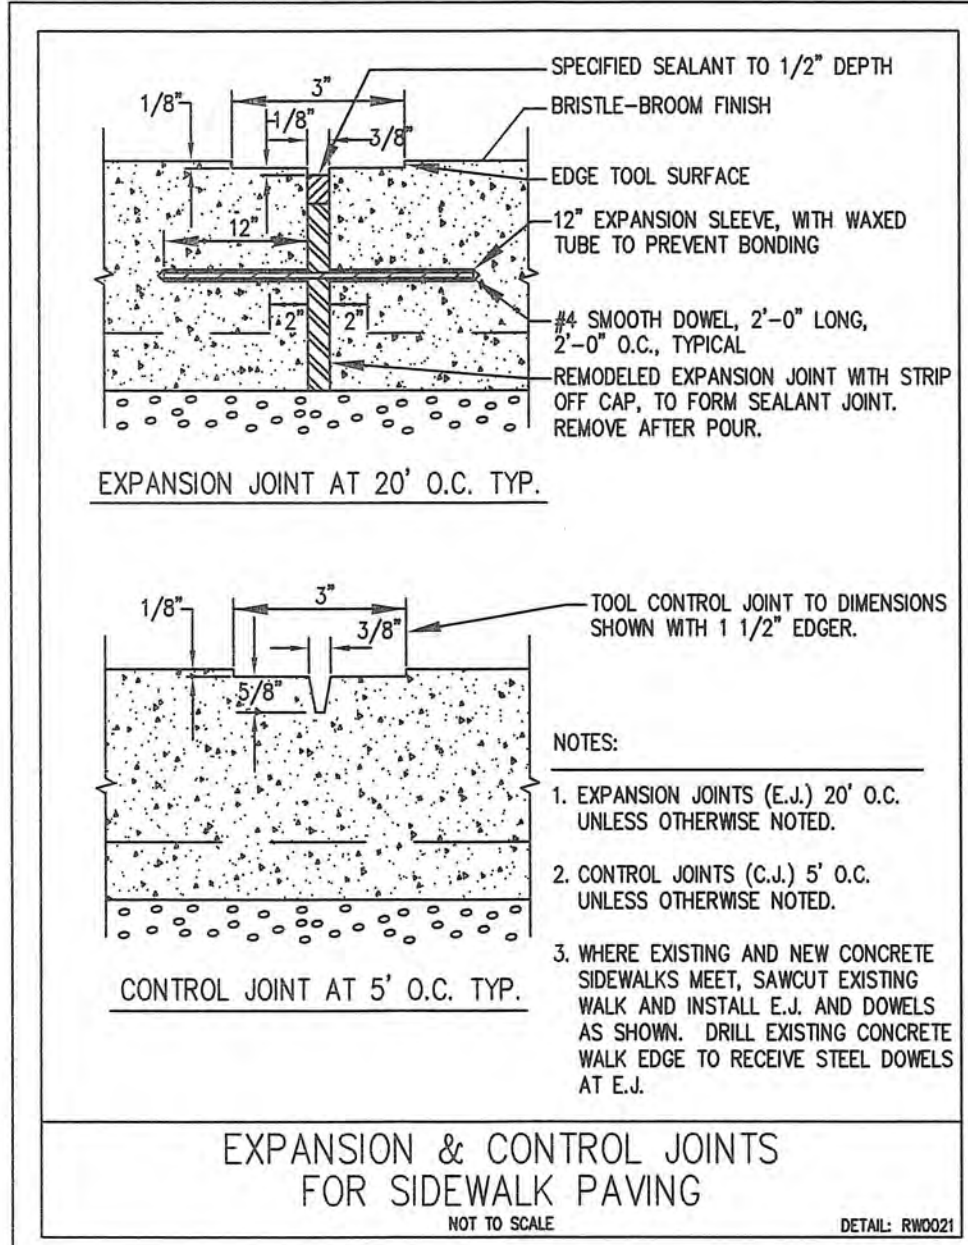 SPECIFIED SEALANT TO 1/2" DEPTH
3"
1/8"
1/8"
3/8"
BRISTLE-BROOM FINISH
EDGE TOOL SURFACE
12"
12" EXPANSION SLEEVE, WITH WAXED
TUBE TO PREVENT BONDING
2"
2"
#4 SMOOTH DOWEL, 2'-0" LONG,
2'-0" O.C., TYPICAL
REMODELED EXPANSION JOINT WITH STRIP
OFF CAP, TO FORM SEALANT JOINT.
REMOVE AFTER POUR.
EXPANSION JOINT AT 20' O.C. TYP.
3"
1/8"
3/8"
5/8"
TOOL CONTROL JOINT TO DIMENSIONS
SHOWN WITH 1 1/2" EDGER.
CONTROL JOINT AT 5' O.C. TYP.
NOTES:
1. EXPANSION JOINTS (E.J.) 20' O.C.
UNLESS OTHERWISE NOTED.
2. CONTROL JOINTS (C.J.) 5' O.C.
UNLESS OTHERWISE NOTED.
3. WHERE EXISTING AND NEW CONCRETE
SIDEWALKS MEET, SAWCUT EXISTING
WALK AND INSTALL E.J. AND DOWELS
AS SHOWN. DRILL EXISTING CONCRETE
WALK EDGE TO RECEIVE STEEL DOWELS
AT E.J.
EXPANSION & CONTROL JOINTS
FOR SIDEWALK PAVING
NOT TO SCALE
DETAIL: RW0021